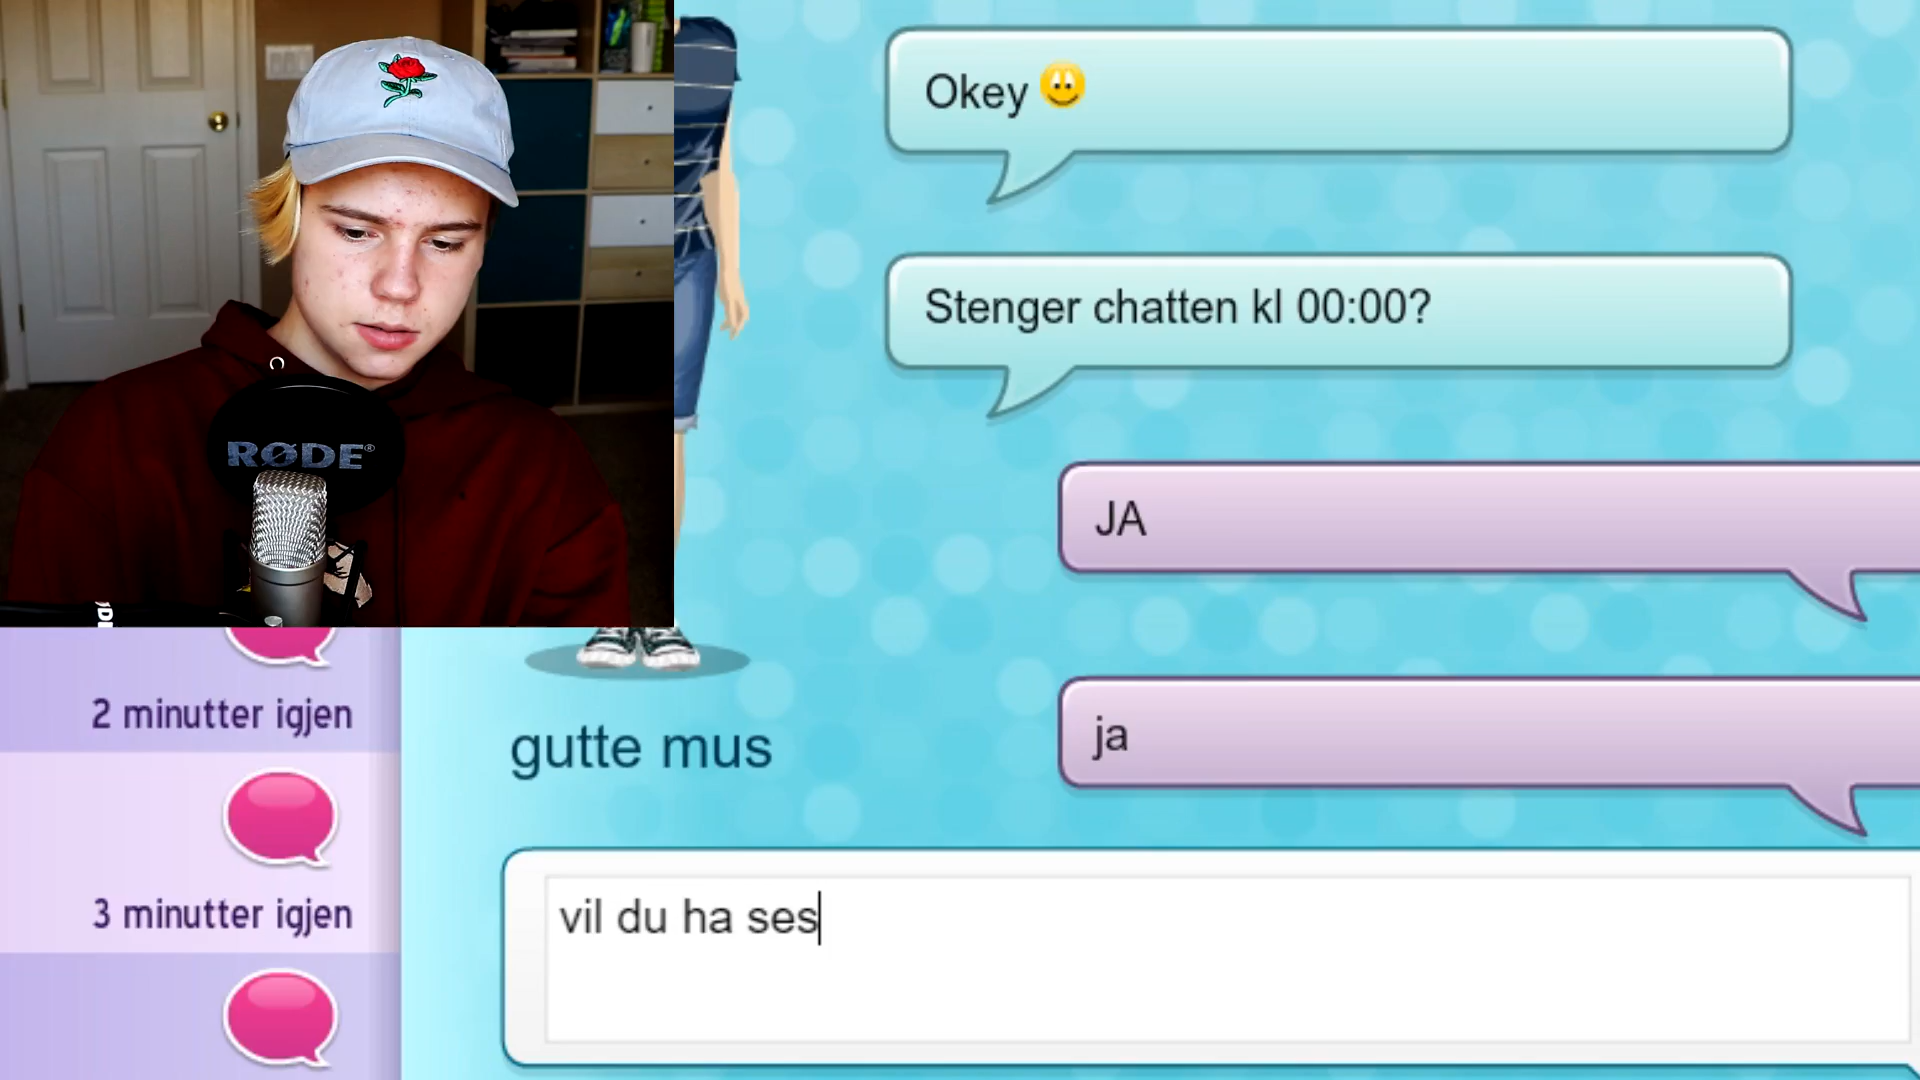 Okey
Stenger chatten kl 00:00?
JA
RØDE®
ja
2 minutter igjen
gutte mus
3 minutter igjen
vil du ha ses